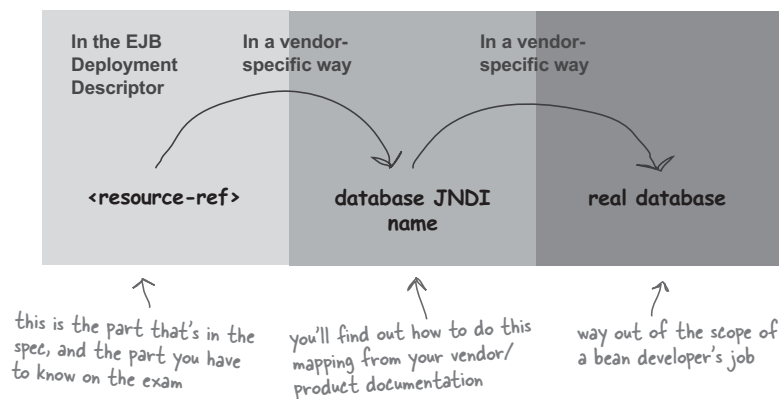 In the EJB
Deployment
Descriptor
In a vendor-
specific way
In a vendor-
specific way
<resource-ref>
database JNDI
name
real database
this is the part that's in the
spec, and the part you have
to know on the exam
you'll find out how to do this
mapping from your vendor/
product documentation
way out of the scope of
a bean developer's job